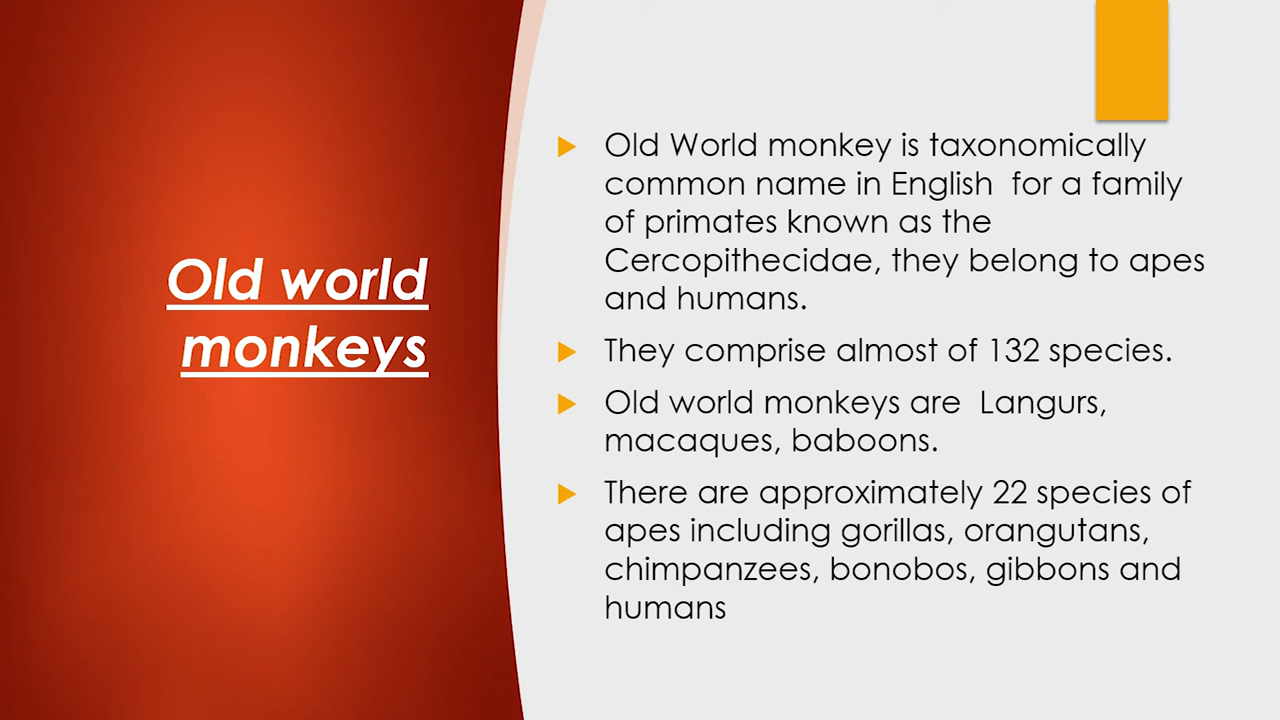 Old world
monkeys
Old World monkey is taxonomically
common name in English for a family
of primates known as the
Cercopithecidae, they belong to apes
and humans.
They comprise almost of 132 species.
Old world monkeys are Langurs,
macaques, baboons.
There are approximately 22 species of
apes including gorillas, orangutans,
chimpanzees, bonobos, gibbons and
humans